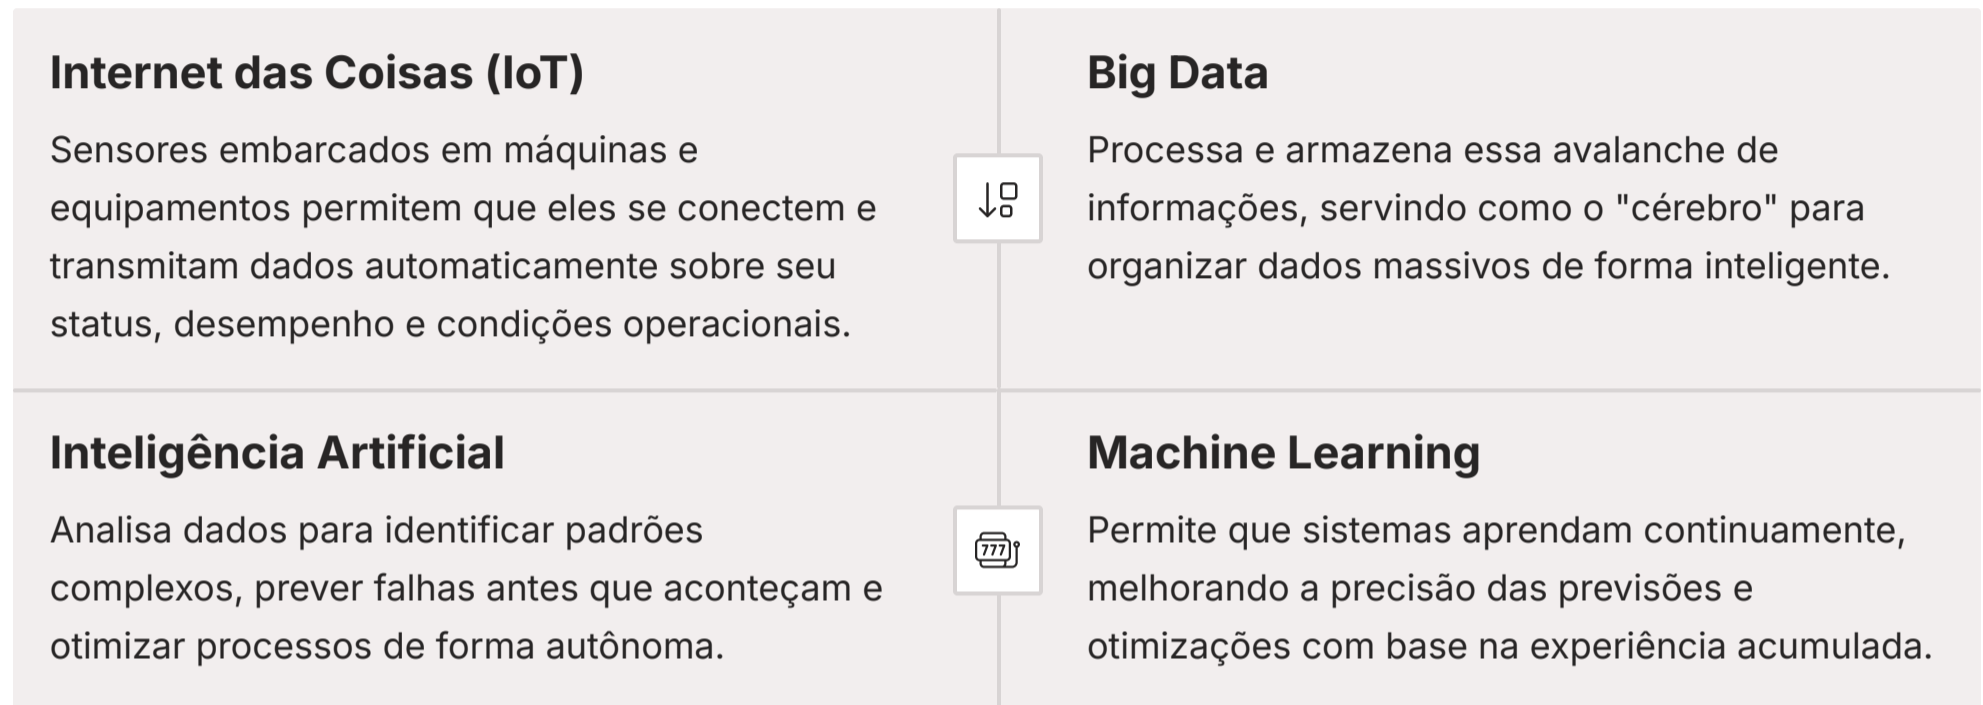 Internet das Coisas (IoT)
Sensores embarcados em máquinas e
equipamentos permitem que eles se conectem e
transmitam dados automaticamente sobre seu
status, desempenho e condições operacionais.
Big Data
Processa e armazena essa avalanche de
informações, servindo como o "cérebro" para
organizar dados massivos de forma inteligente.
Inteligência Artificial
Analisa dados para identificar padrões
complexos, prever falhas antes que aconteçam e
otimizar processos de forma autônoma.
777
Machine Learning
Permite que sistemas aprendam continuamente,
melhorando a precisão das previsões e
otimizações com base na experiência acumulada.